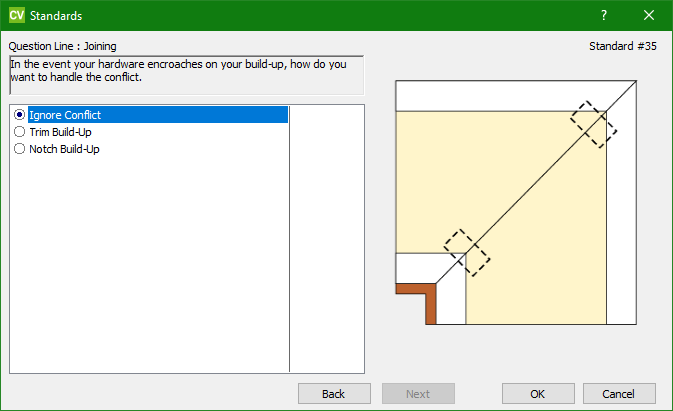 CV Standards ?
Question Line : Joining
Standard #35
In the event your hardware encroaches on your build-up, how do you
want to handle the conflict.
Ignore Conflict
Trim Build-Up
Notch Build-Up
Back Next OK Cancel